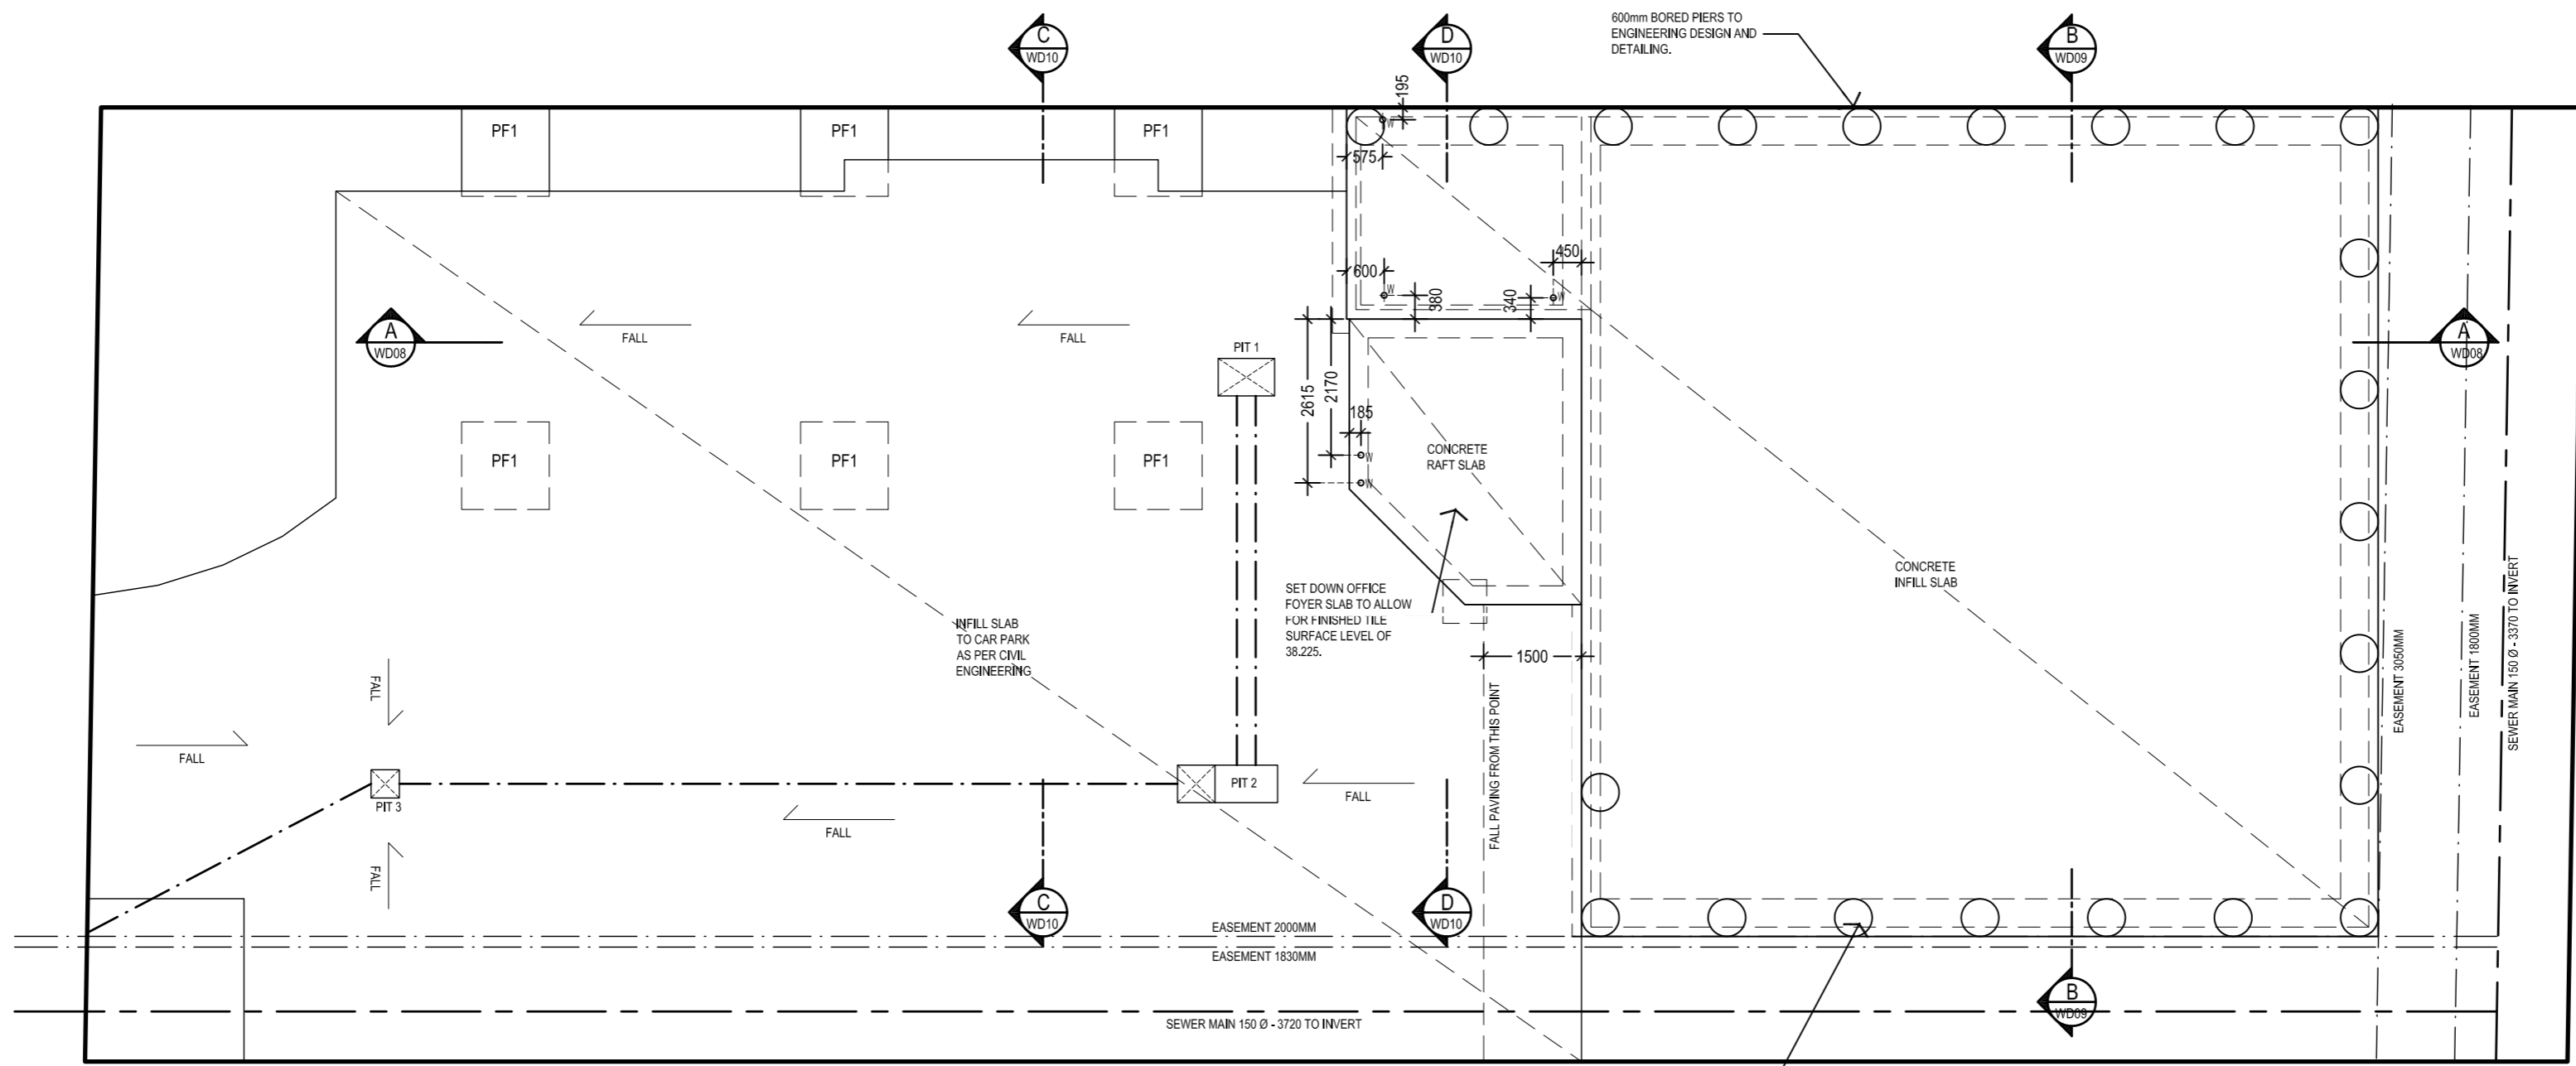 C
WD10
D
WD10
600mm BORED PIERS TO
ENGINEERING DESIGN AND
DETAILING.
B
WD09
195
PF1
PF1
PF1
W
575
450
600
W
380
340
W
A
WD08
FALL
FALL
PIT 1
A
WD08
2615
2170
185
W
W
PF1
PF1
PF1
CONCRETE
RAFT SLAB
CONCRETE
INFILL SLAB
SET DOWN OFFICE
FOYER SLAB TO ALLOW
FOR FINISHED TILE
SURFACE LEVEL OF
38.225.
INFILL SLAB
TO CAR PARK
AS PER CIVIL
ENGINEERING
1500
FALL PAVING FROM THIS POINT
EASEMENT 3050MM
EASEMENT 1800MM
SEWER MAIN 150 Ø - 3370 TO INVERT
FALL
FALL
PIT 3
PIT 2
FALL
FALL
FALL
C
WD10
D
WD10
EASEMENT 2000MM
EASEMENT 1830MM
B
WD09
SEWER MAIN 150 Ø - 3720 TO INVERT